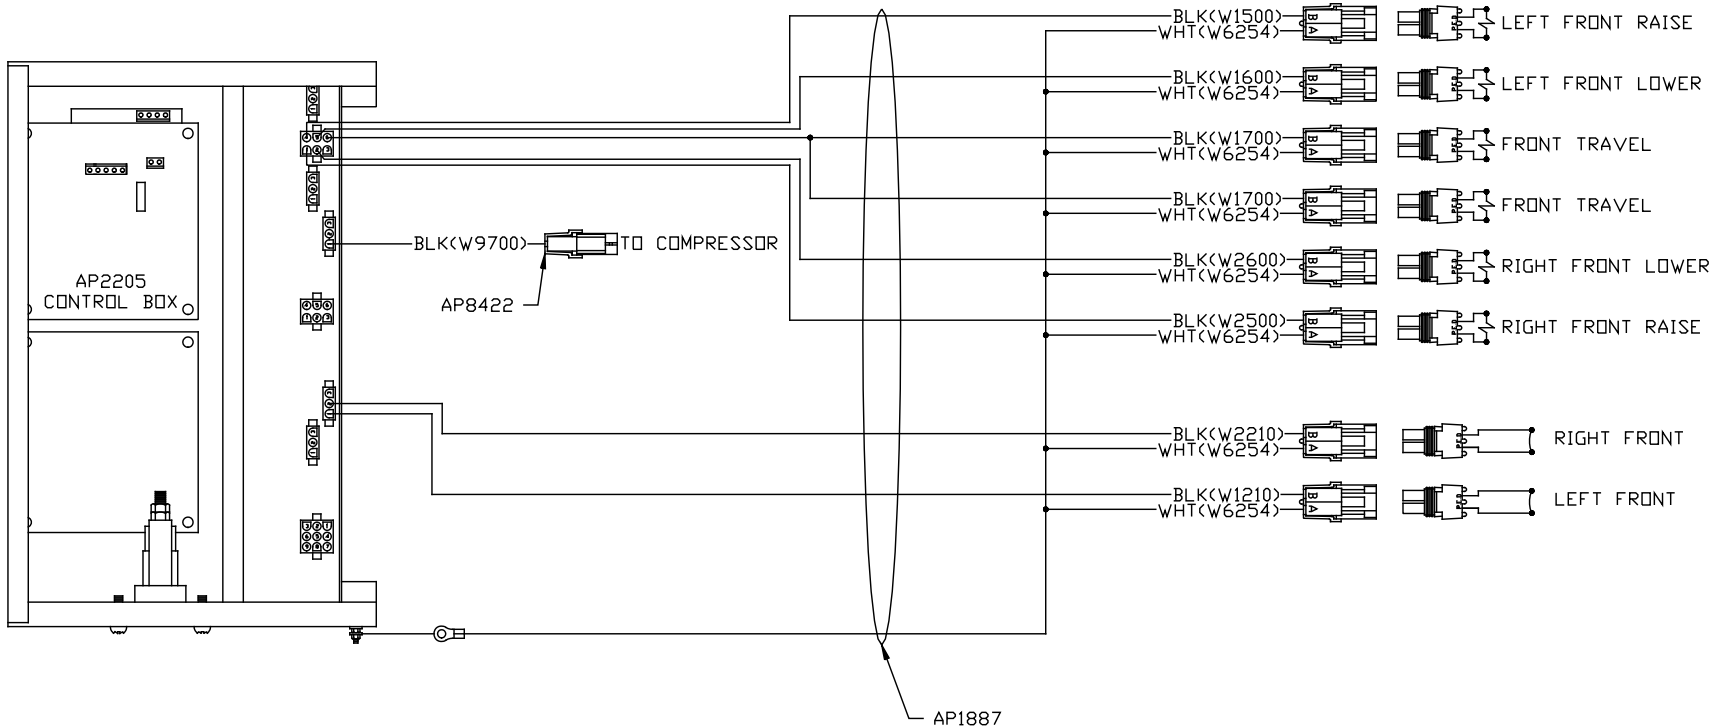 BLK(W1500)
WHT(W6254)
B
A
LEFT FRONT RAISE
BLK(W1600)
WHT(W6254)
B
A
LEFT FRONT LOWER
BLK(W1700)
WHT(W6254)
B
A
FRONT TRAVEL
BLK(W1700)
WHT(W6254)
B
A
FRONT TRAVEL
BLK(W9700)
TO COMPRESSOR
AP8422
AP2205
CONTROL BOX
BLK(W2600)
WHT(W6254)
B
A
RIGHT FRONT LOWER
BLK(W2500)
WHT(W6254)
B
A
RIGHT FRONT RAISE
BLK(W2210)
WHT(W6254)
B
A
RIGHT FRONT
BLK(W1210)
WHT(W6254)
B
A
LEFT FRONT
AP1887